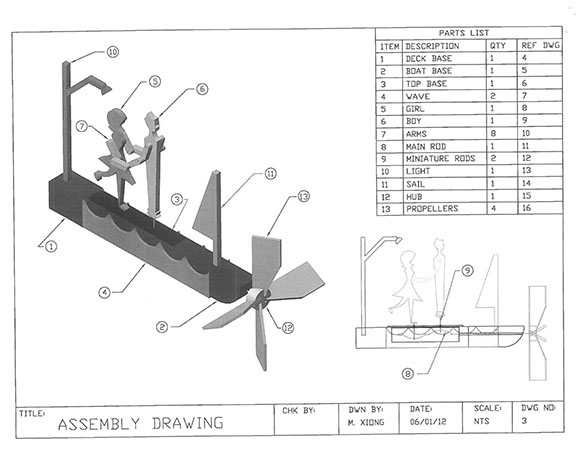 PARTS LIST
ITEM DESCRIPTION QTY REF DWG
1 DECK BASE 1 4
2 BOAT BASE 1 5
3 TOP BASE 1 6
4 WAVE 2 7
5 GIRL 1 8
6 BOY 1 9
7 ARMS 8 10
8 MAIN ROD 1 11
9 MINIATURE RODS 2 12
10 LIGHT 1 13
11 SAIL 1 14
12 HUB 1 15
13 PROPELLERS 4 16
10
5
6
7
11
13
3
1
4
2
12
9
8
TITLE:
ASSEMBLY DRAWING
CHK BY:
DWN BY:
M. XIONG
DATE:
06/01/12
SCALE:
NTS
DWG NO:
3